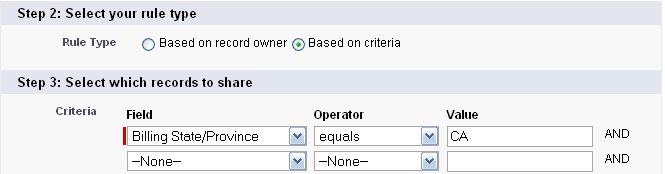 Step 2: Select your rule type
Rule Type Based on record owner Based on criteria
Step 3: Select which records to share
Criteria Field Operator Value
Billing State/Province equals CA AND
--None-- --None-- AND